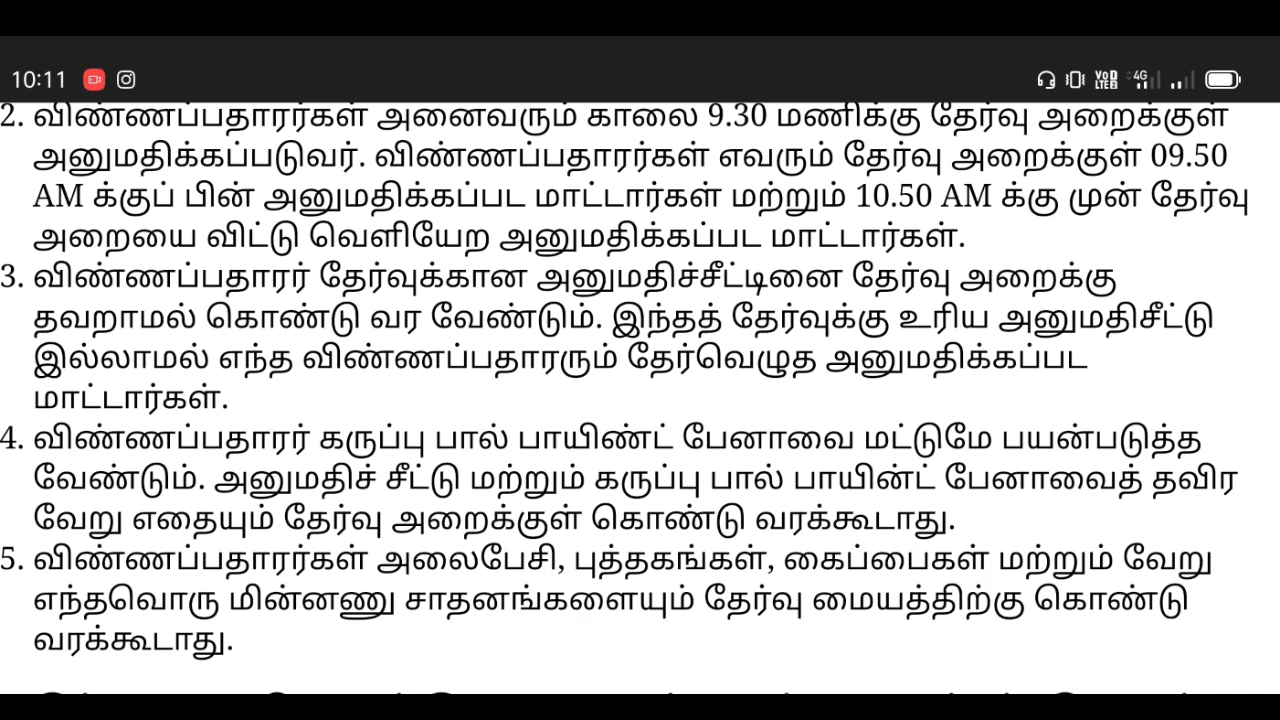 10:11
VoD LTE2 4G
2. விண்ணப்பதாரர்கள் அனைவரும் காலை 9.30 மணிக்கு தேர்வு அறைக்குள்
அனுமதிக்கப்படுவர். விண்ணப்பதாரர்கள் எவரும் தேர்வு அறைக்குள் 09.50
AM க்குப் பின் அனுமதிக்கப்பட மாட்டார்கள் மற்றும் 10.50 AM க்கு முன் தேர்வு
அறையை விட்டு வெளியேற அனுமதிக்கப்பட மாட்டார்கள்.
3. விண்ணப்பதாரர் தேர்வுக்கான அனுமதிச்சீட்டினை தேர்வு அறைக்கு
தவறாமல் கொண்டு வர வேண்டும். இந்தத் தேர்வுக்கு உரிய அனுமதிசீட்டு
இல்லாமல் எந்த விண்ணப்பதாரரும் தேர்வெழுத அனுமதிக்கப்பட
மாட்டார்கள்.
4. விண்ணப்பதாரர் கருப்பு பால் பாயிண்ட் பேனாவை மட்டுமே பயன்படுத்த
வேண்டும். அனுமதிச் சீட்டு மற்றும் கருப்பு பால் பாயின்ட் பேனாவைத் தவிர
வேறு எதையும் தேர்வு அறைக்குள் கொண்டு வரக்கூடாது.
5. விண்ணப்பதாரர்கள் அலைபேசி, புத்தகங்கள், கைப்பைகள் மற்றும் வேறு
எந்தவொரு மின்னணு சாதனங்களையும் தேர்வு மையத்திற்கு கொண்டு
வரக்கூடாது.